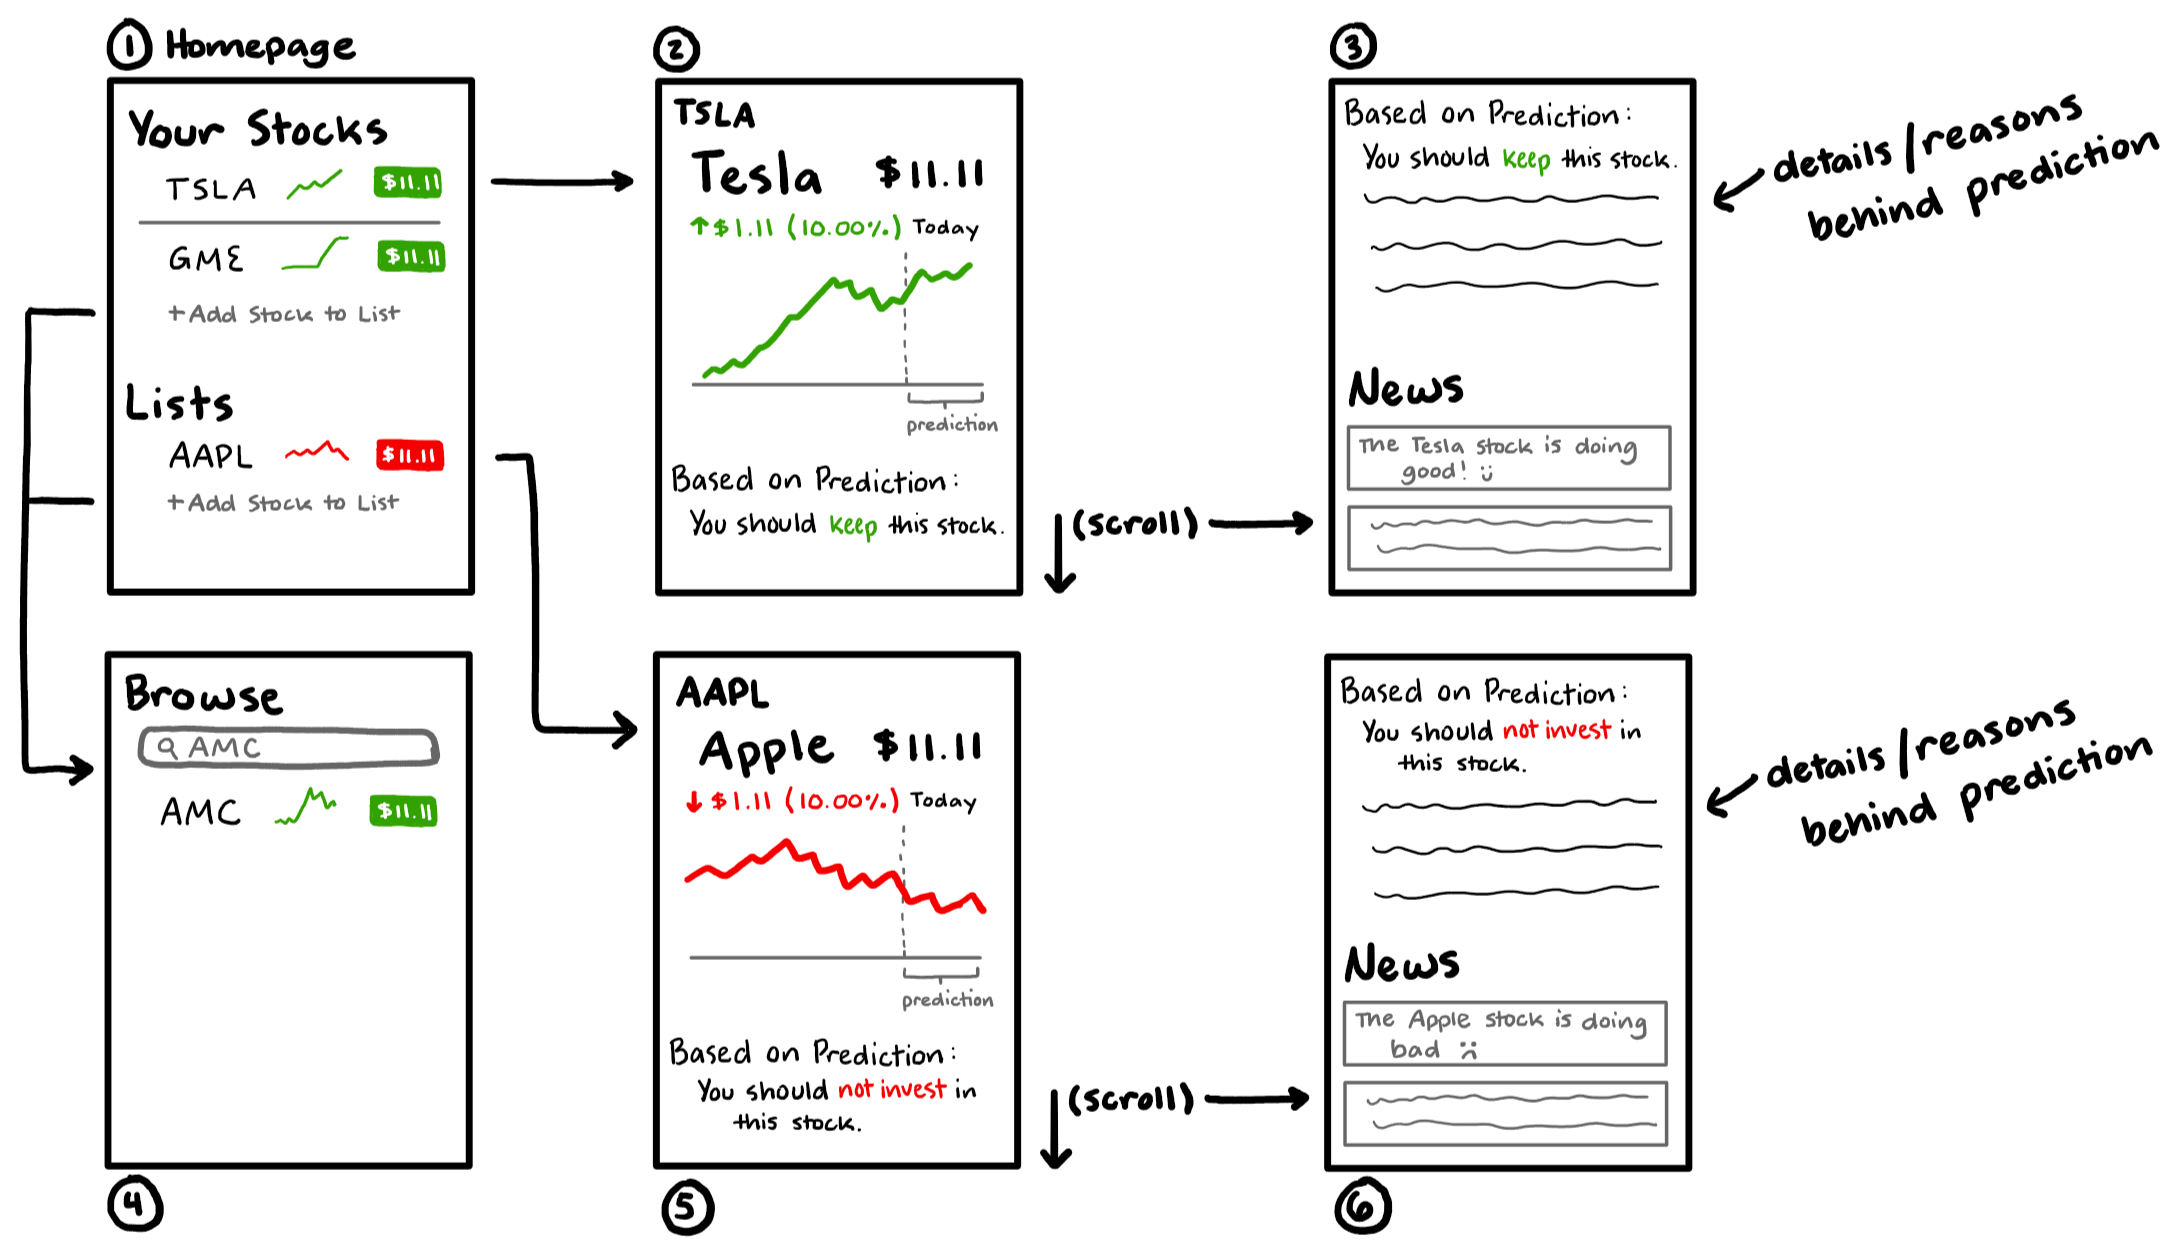 1 Homepage
Your Stocks
TSLA $11.11
GME $11.11
+Add Stock to List
Lists
AAPL $11.11
+Add Stock to List
2
TSLA
Tesla $11.11
↑$1.11 (10.00%) Today
prediction
Based on Prediction:
You should keep this stock.
(scroll)
3
Based on Prediction:
You should keep this stock.
details/reasons
behind prediction
News
The Tesla stock is doing
good! :)
Browse
AMC
AMC $11.11
4
AAPL
Apple $11.11
↓$1.11 (10.00%) Today
prediction
Based on Prediction:
You should not invest in
this stock.
5
(scroll)
Based on Prediction:
You should not invest in
this stock.
details/reasons
behind prediction
News
The Apple stock is doing
bad :(
6